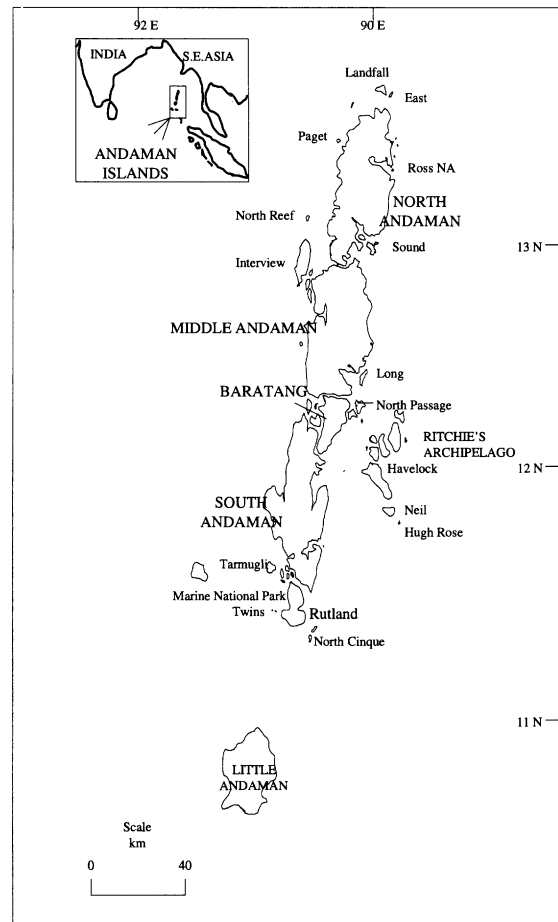 92 E
90 E
INDIA
S.E.ASIA
ANDAMAN
ISLANDS
Landfall
East
Paget
Ross NA
NORTH
ANDAMAN
North Reef
Sound
13 N
Interview
MIDDLE ANDAMAN
Long
BARATANG
North Passage
RITCHIE'S
ARCHIPELAGO
12 N
Havelock
SOUTH
ANDAMAN
Neil
Hugh Rose
Tarmugli
Marine National Park
Twins
Rutland
North Cinque
11 N
LITTLE
ANDAMAN
Scale
km
0
40